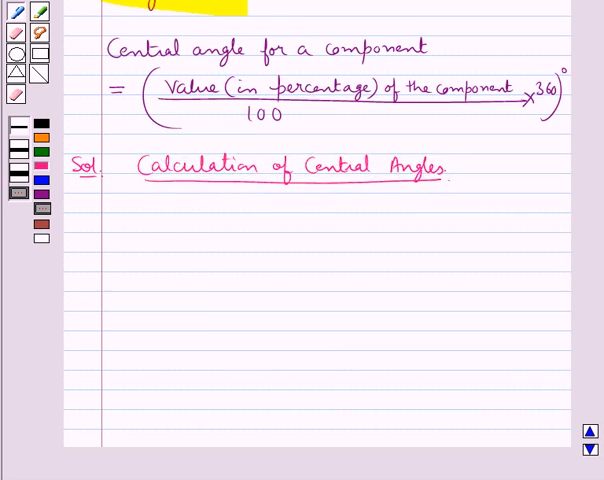 Central angle for a component
= ( Value (in percentage) of the component / 100 × 360 )°
Sol. Calculation of Central Angles.